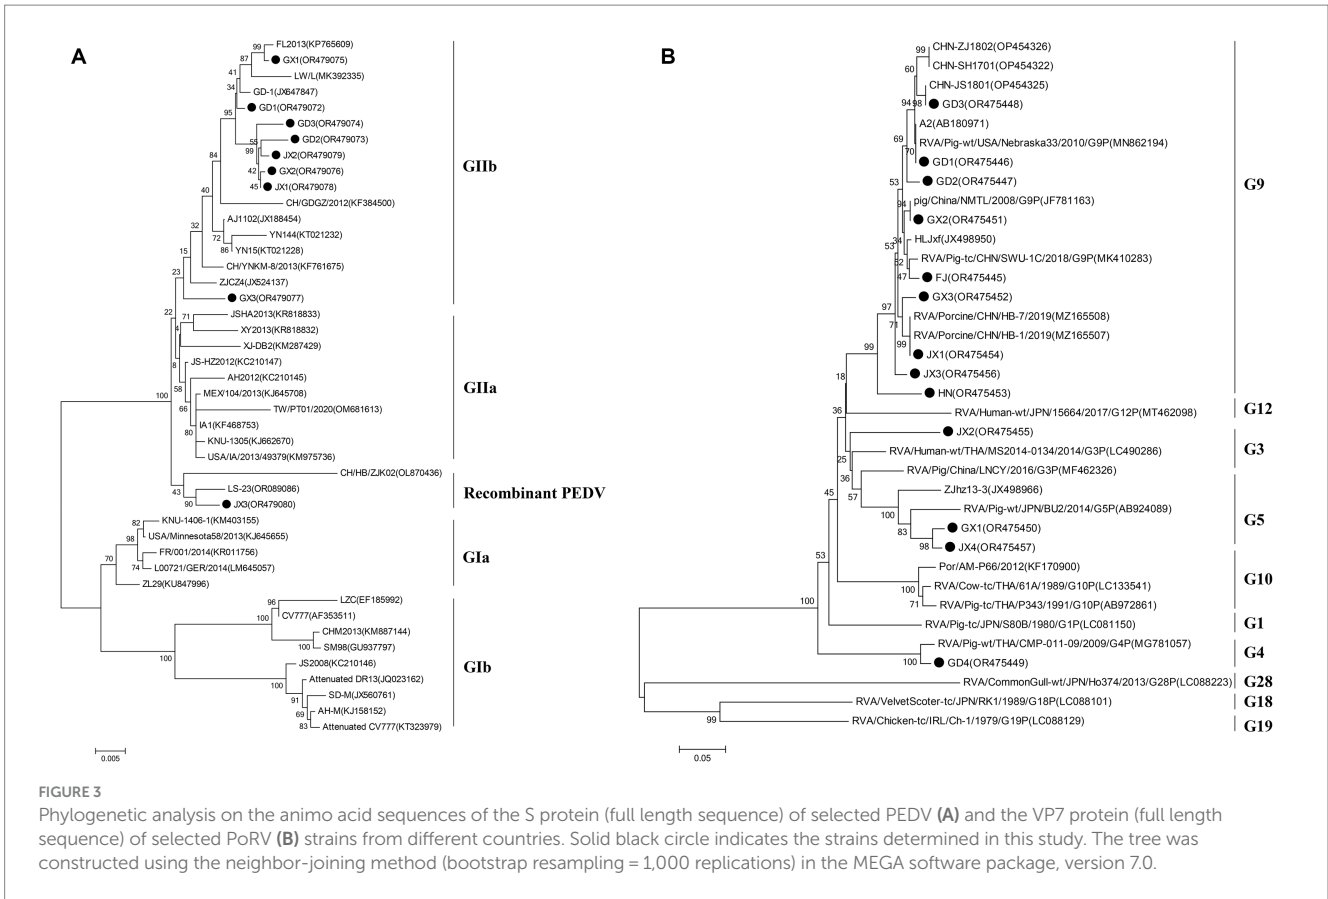 A
FL2013(KP765609)
GX1(OR479075)
LW/L(MK392335)
GD-1(JX647847)
GD1(OR479072)
GD3(OR479074)
GD2(OR479073)
JX2(OR479079)
GX2(OR479076)
JX1(OR479078)
CH/GDGZ/2012(KF384500)
AJ1102(JX188454)
YN144(KT021232)
YN15(KT021228)
CH/YNKM-8/2013(KF761675)
ZJCZ4(JX524137)
GX3(OR479077)
JSHA2013(KR818833)
XY2013(KR818832)
XJ-DB2(KM287429)
JS-HZ2012(KC210147)
AH2012(KC210145)
MEX/104/2013(KJ645708)
TW/PT01/2020(OM681613)
IA1(KF468753)
KNU-1305(KJ662670)
USA/IA/2013/49379(KM975736)
CH/HB/ZJK02(OL870436)
LS-23(OR089086)
JX3(OR479080)
KNU-1406-1(KM403155)
USA/Minnesota58/2013(KJ645655)
FR/001/2014(KR011756)
L00721/GER/2014(LM645057)
ZL29(KU847996)
LZC(EF185992)
CV777(AF353511)
CHM2013(KM887144)
SM98(GU937797)
JS2008(KC210146)
Attenuated DR13(JQ023162)
SD-M(JX560761)
AH-M(KJ158152)
Attenuated CV777(KT323979)
99
87
41
34
95
55
99
42
45
84
40
72
86
32
15
23
22
71
4
8
58
66
80
100
43
90
82
98
74
70
96
100
100
100
100
91
69
83
0.005
GIIb
GIIa
Recombinant PEDV
GIa
GIb
B
CHN-ZJ1802(OP454326)
CHN-SH1701(OP454322)
CHN-JS1801(OP454325)
GD3(OR475448)
A2(AB180971)
RVA/Pig-wt/USA/Nebraska33/2010/G9P(MN862194)
GD1(OR475446)
GD2(OR475447)
pig/China/NMTL/2008/G9P(JF781163)
GX2(OR475451)
HLJxf(JX498950)
RVA/Pig-tc/CHN/SWU-1C/2018/G9P(MK410283)
FJ(OR475445)
GX3(OR475452)
RVA/Porcine/CHN/HB-7/2019(MZ165508)
RVA/Porcine/CHN/HB-1/2019(MZ165507)
JX1(OR475454)
JX3(OR475456)
HN(OR475453)
RVA/Human-wt/JPN/15664/2017/G12P(MT462098)
JX2(OR475455)
RVA/Human-wt/THA/MS2014-0134/2014/G3P(LC490286)
RVA/Pig/China/LNCY/2016/G3P(MF462326)
ZJhz13-3(JX498966)
RVA/Pig-wt/JPN/BU2/2014/G5P(AB924089)
GX1(OR475450)
JX4(OR475457)
Por/AM-P66/2012(KF170900)
RVA/Cow-tc/THA/61A/1989/G10P(LC133541)
RVA/Pig-tc/THA/P343/1991/G10P(AB972861)
RVA/Pig-tc/JPN/S80B/1980/G1P(LC081150)
RVA/Pig-wt/THA/CMP-011-09/2009/G4P(MG781057)
GD4(OR475449)
RVA/CommonGull-wt/JPN/Ho374/2013/G28P(LC088223)
RVA/VelvetScoter-tc/JPN/RK1/1989/G18P(LC088101)
RVA/Chicken-tc/IRL/Ch-1/1979/G19P(LC088129)
99
60
94
98
69
70
53
94
34
53
52
47
97
71
99
99
18
36
25
36
57
45
100
83
98
53
100
71
100
100
99
0.05
G9
G12
G3
G5
G10
G1
G4
G28
G18
G19
FIGURE 3
Phylogenetic analysis on the animo acid sequences of the S protein (full length sequence) of selected PEDV (A) and the VP7 protein (full length
sequence) of selected PoRV (B) strains from different countries. Solid black circle indicates the strains determined in this study. The tree was
constructed using the neighbor-joining method (bootstrap resampling = 1,000 replications) in the MEGA software package, version 7.0.